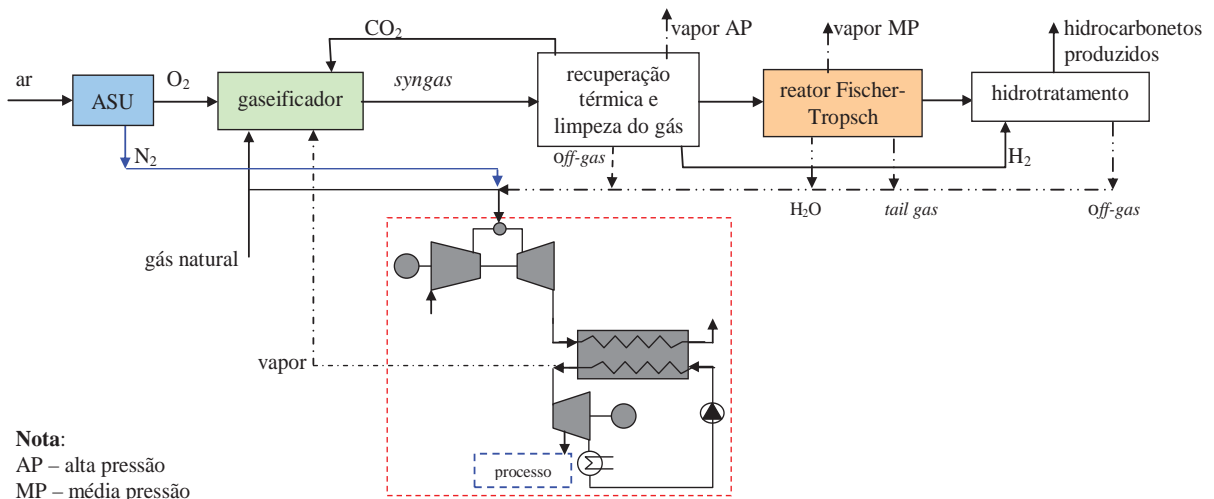 vapor AP
vapor MP
hidrocarbonetos
produzidos
CO2
ar
ASU
O2
gaseificador
syngas
recuperação
térmica e
limpeza do gás
reator Fischer-
Tropsch
hidrotratamento
N2
Off-gas
H2
H2O
tail gas
Off-gas
gás natural
vapor
processo
Nota:
AP – alta pressão
MP – média pressão